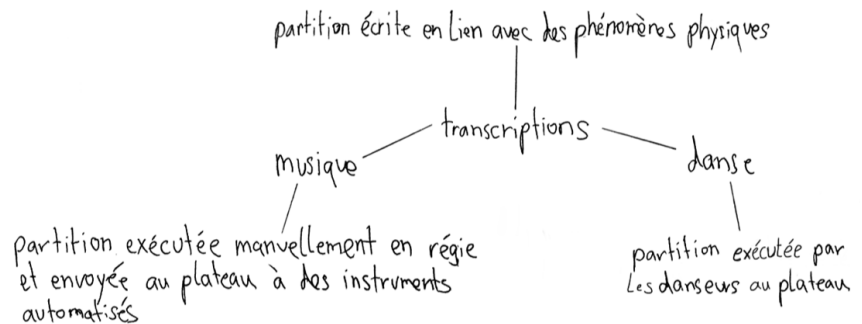 partition écrite en lien avec des phénomènes physiques
transcriptions
musique
danse
partition exécutée manuellement en régie
et envoyée au plateau à des instruments
automatisés
partition exécutée par
les danseurs au plateau